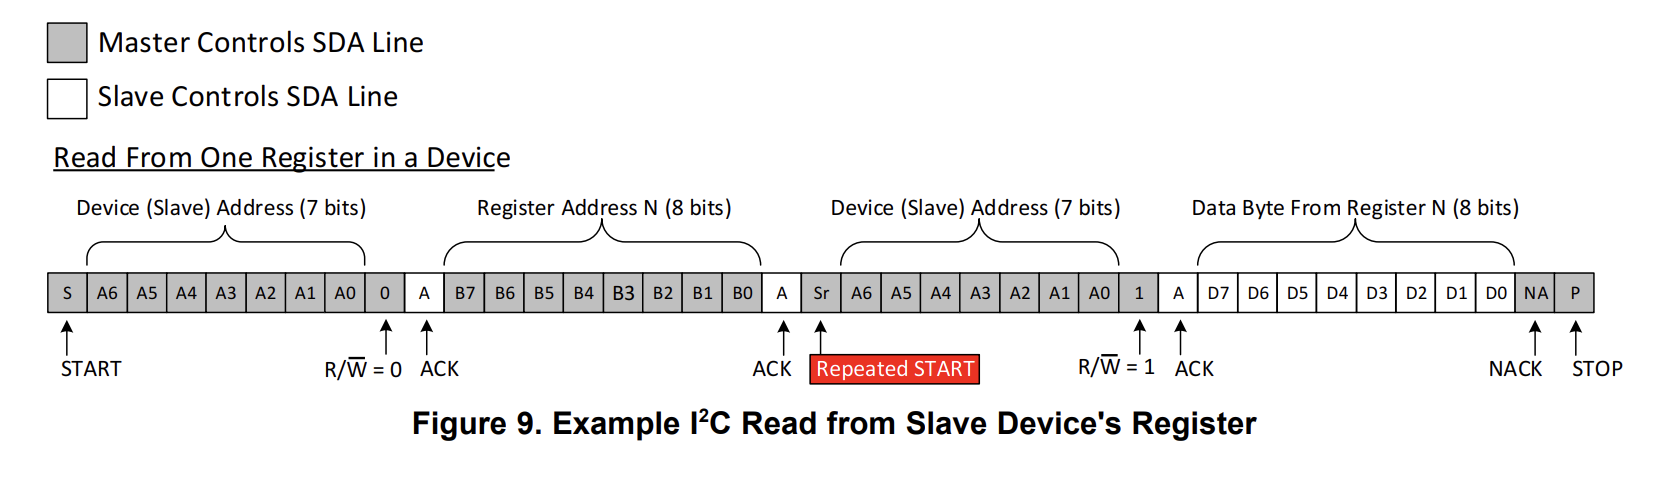 Master Controls SDA Line
Slave Controls SDA Line
Read From One Register in a Device
Device (Slave) Address (7 bits) Register Address N (8 bits) Device (Slave) Address (7 bits) Data Byte From Register N (8 bits)
S A6 A5 A4 A3 A2 A1 A0 0 A B7 B6 B5 B4 B3 B2 B1 B0 A Sr A6 A5 A4 A3 A2 A1 A0 1 A D7 D6 D5 D4 D3 D2 D1 D0 NA P
START R/W̅ = 0 ACK ACK Repeated START R/W̅ = 1 ACK NACK STOP
Figure 9. Example I²C Read from Slave Device's Register